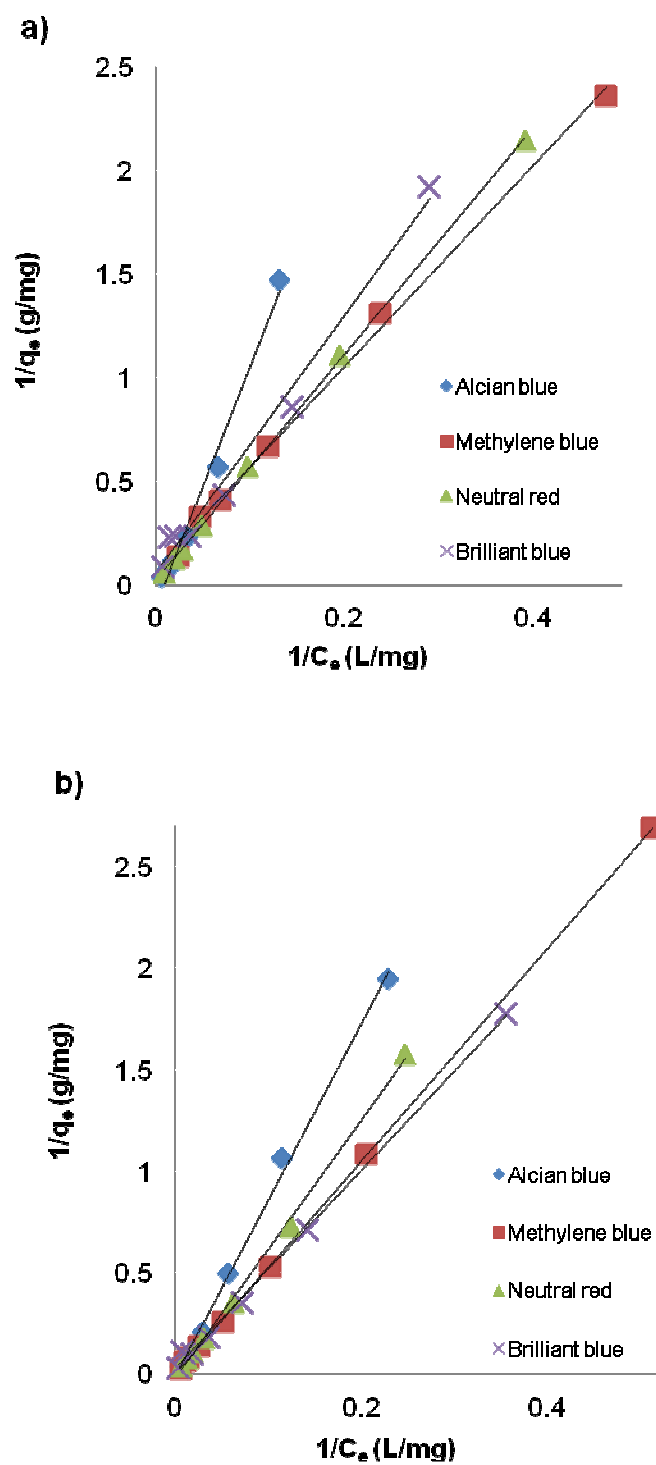 a)
2.5
2
1.5
1
0.5
0
1/qe (g/mg)
Alcian blue
Methylene blue
Neutral red
Brilliant blue
0
0.2
0.4
1/Ce (L/mg)
b)
2.5
2
1.5
1
0.5
0
1/qe (g/mg)
Alcian blue
Methylene blue
Neutral red
Brilliant blue
0
0.2
0.4
1/Ce (L/mg)